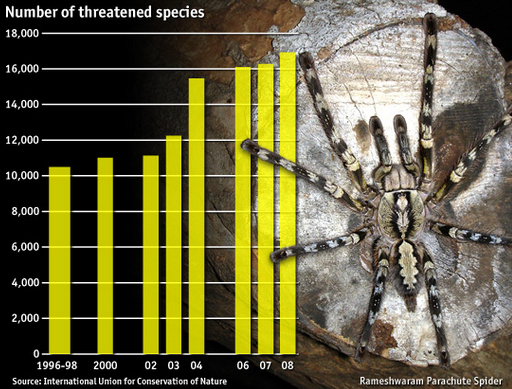 Number of threatened species
18,000
16,000
14,000
12,000
10,000
8,000
6,000
4,000
2,000
0
1996-98 2000 02 03 04 06 07 08
Source: International Union for Conservation of Nature
Rameshwaram Parachute Spider